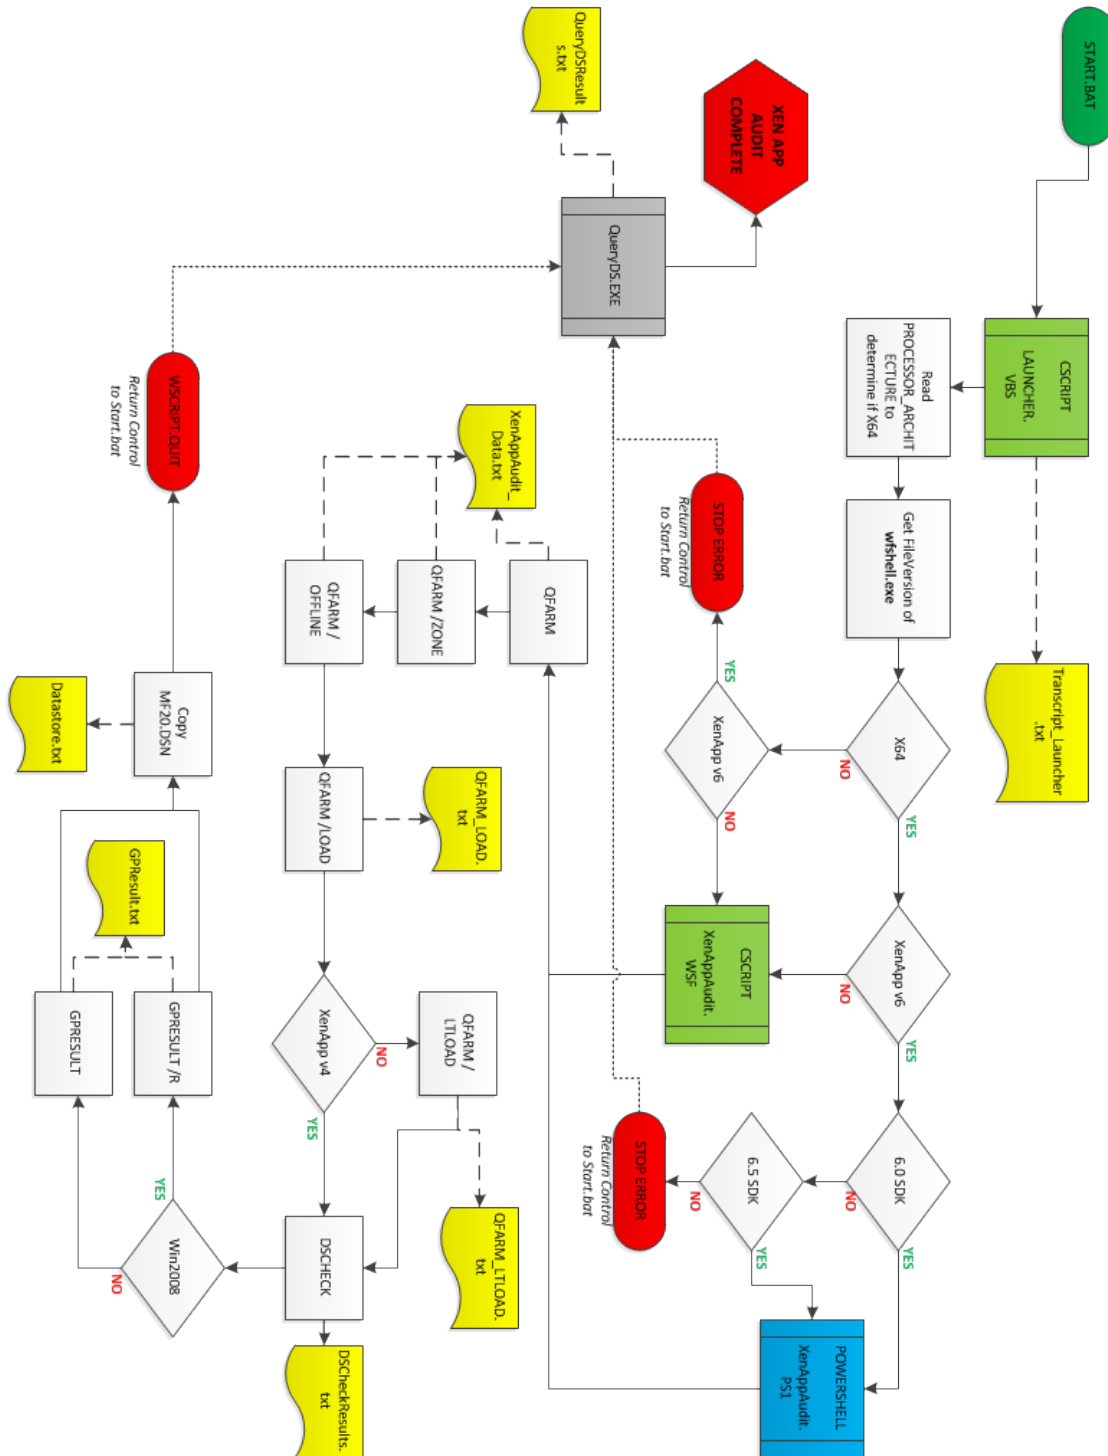 START.BAT
CSCRIPT
LAUNCHER.
VBS
Transcript_Launcher
.txt
Read
PROCESSOR_ARCHIT
ECTURE to
determine if X64
Get FileVersion of
wfshell.exe
X64
YES
NO
XenApp v6
YES
NO
6.0 SDK
YES
NO
XEN APP
AUDIT
COMPLETE
STOP ERROR
Return Control
to Start.bat
YES
XenApp v6
NO
CSCRIPT
XenAppAudit.
WSF
6.5 SDK
YES
NO
STOP ERROR
Return Control
to Start.bat
POWERSHELL
XenAppAudit.
PS1
QueryDSResult
s.txt
QueryDS.EXE
XenAppAudit_
Data.txt
QFARM
QFARM /ZONE
QFARM /
OFFLINE
QFARM /LOAD
QFARM_LOAD.
txt
XenApp v4
NO
YES
QFARM /
LTLOAD
QFARM_LTLOAD.
txt
DSCHECK
DSCheckResults.
txt
WSCRIPT.QUIT
Return Control
to Start.bat
Copy
MF20.DSN
Datastore.txt
GPResult.txt
GPRESULT /R
GPRESULT
YES
Win2008
NO